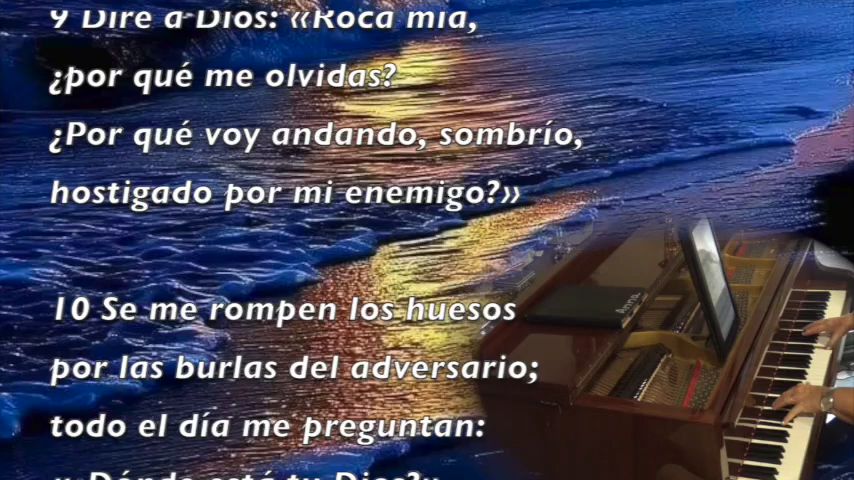 9 Diré a Dios: «Roca mía,
¿por qué me olvidas?
¿Por qué voy andando, sombrío,
hostigado por mi enemigo?»
10 Se me rompen los huesos
por las burlas del adversario;
todo el día me preguntan:
«¿Dónde está tu Dios?»